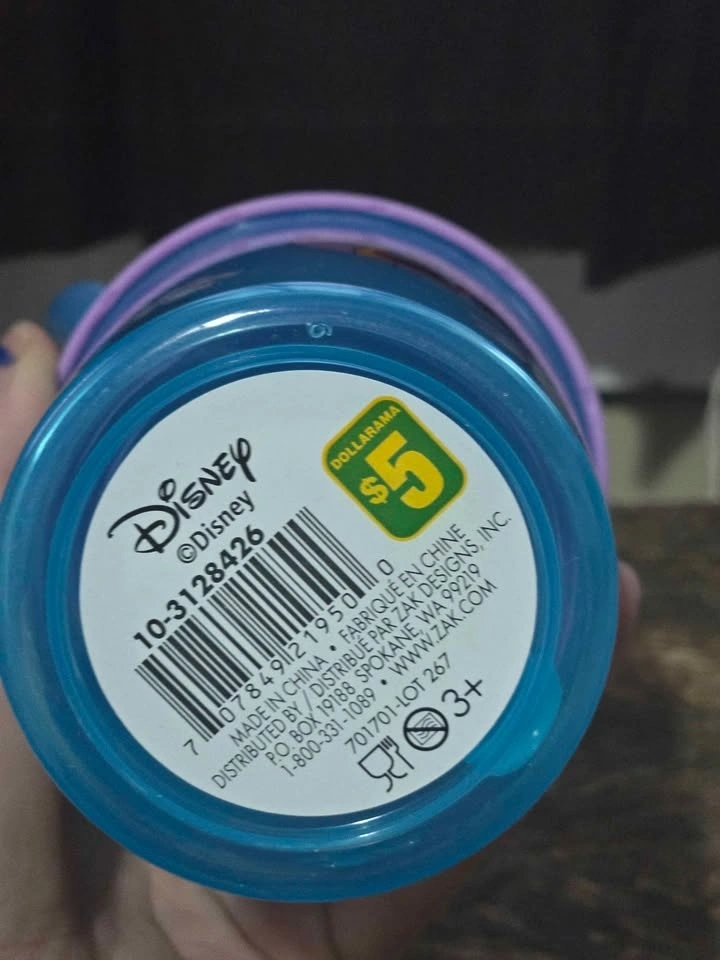 DOLLARAMA
$5
Disney
©Disney
10-3128426
7 07849 21950 0
MADE IN CHINA • FABRIQUÉ EN CHINE
DISTRIBUTED BY / DISTRIBUÉ PAR ZAK DESIGNS, INC.
P.O. BOX 19188 SPOKANE, WA 99219
1-800-331-1089 • WWW.ZAK.COM
701701-LOT 267
3+